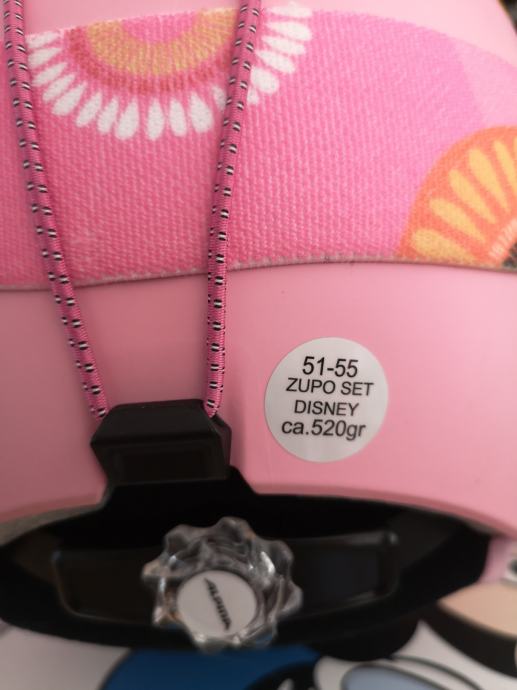 51-55
ZUPO SET
DISNEY
ca.520gr
ALPINA